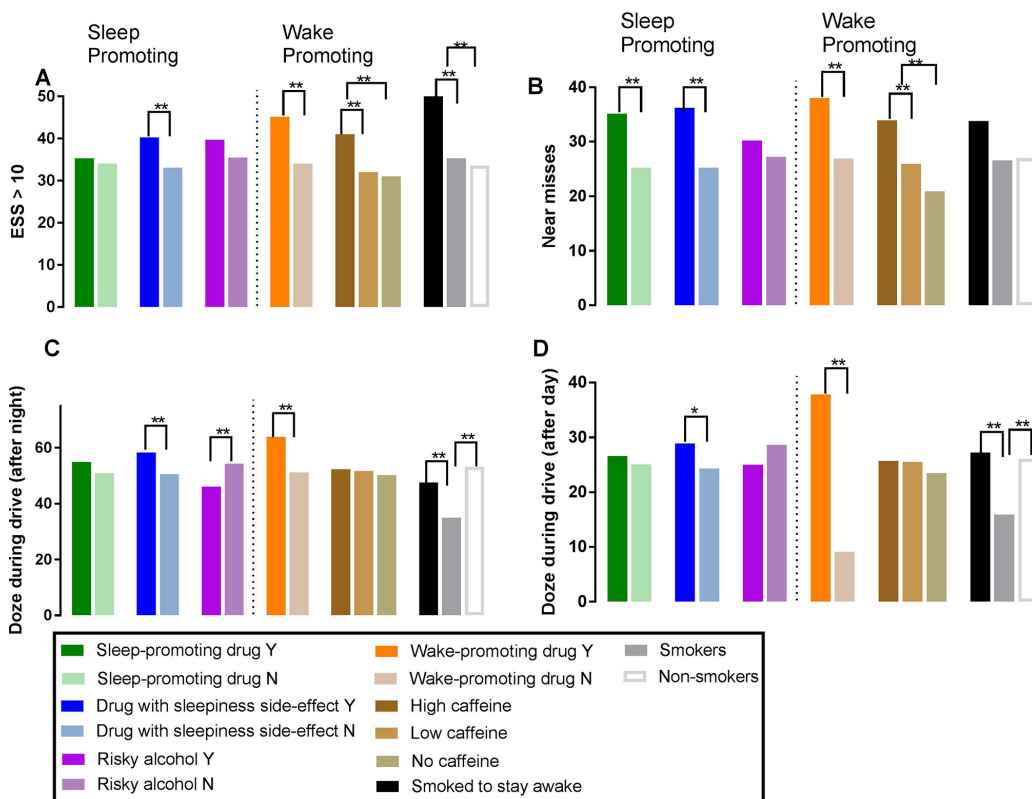 Sleep
Promoting
Wake
Promoting
A
ESS > 10
50
40
30
20
10
0
**
**
**
**
**
**
Sleep
Promoting
Wake
Promoting
B
Near misses
40
30
20
10
0
**
**
**
**
**
C
Doze during drive (after night)
60
40
20
0
**
**
**
**
**
D
Doze during drive (after day)
40
30
20
10
0
*
**
**
**
Sleep-promoting drug Y
Sleep-promoting drug N
Drug with sleepiness side-effect Y
Drug with sleepiness side-effect N
Risky alcohol Y
Risky alcohol N
Wake-promoting drug Y
Wake-promoting drug N
High caffeine
Low caffeine
No caffeine
Smoked to stay awake
Smokers
Non-smokers